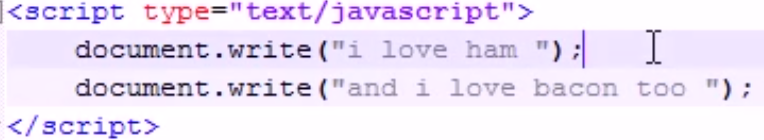 <script type="text/javascript">
document.write("i love ham ");
document.write("and i love bacon too ");
</script>